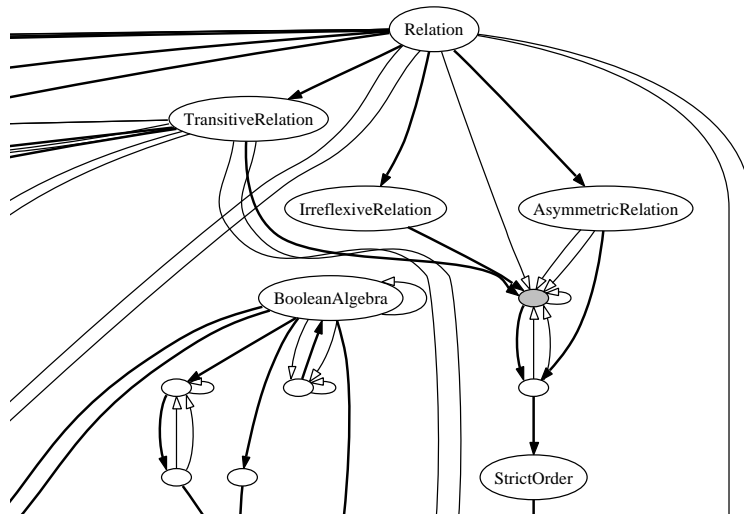 Relation
TransitiveRelation
IrreflexiveRelation
AsymmetricRelation
BooleanAlgebra
StrictOrder